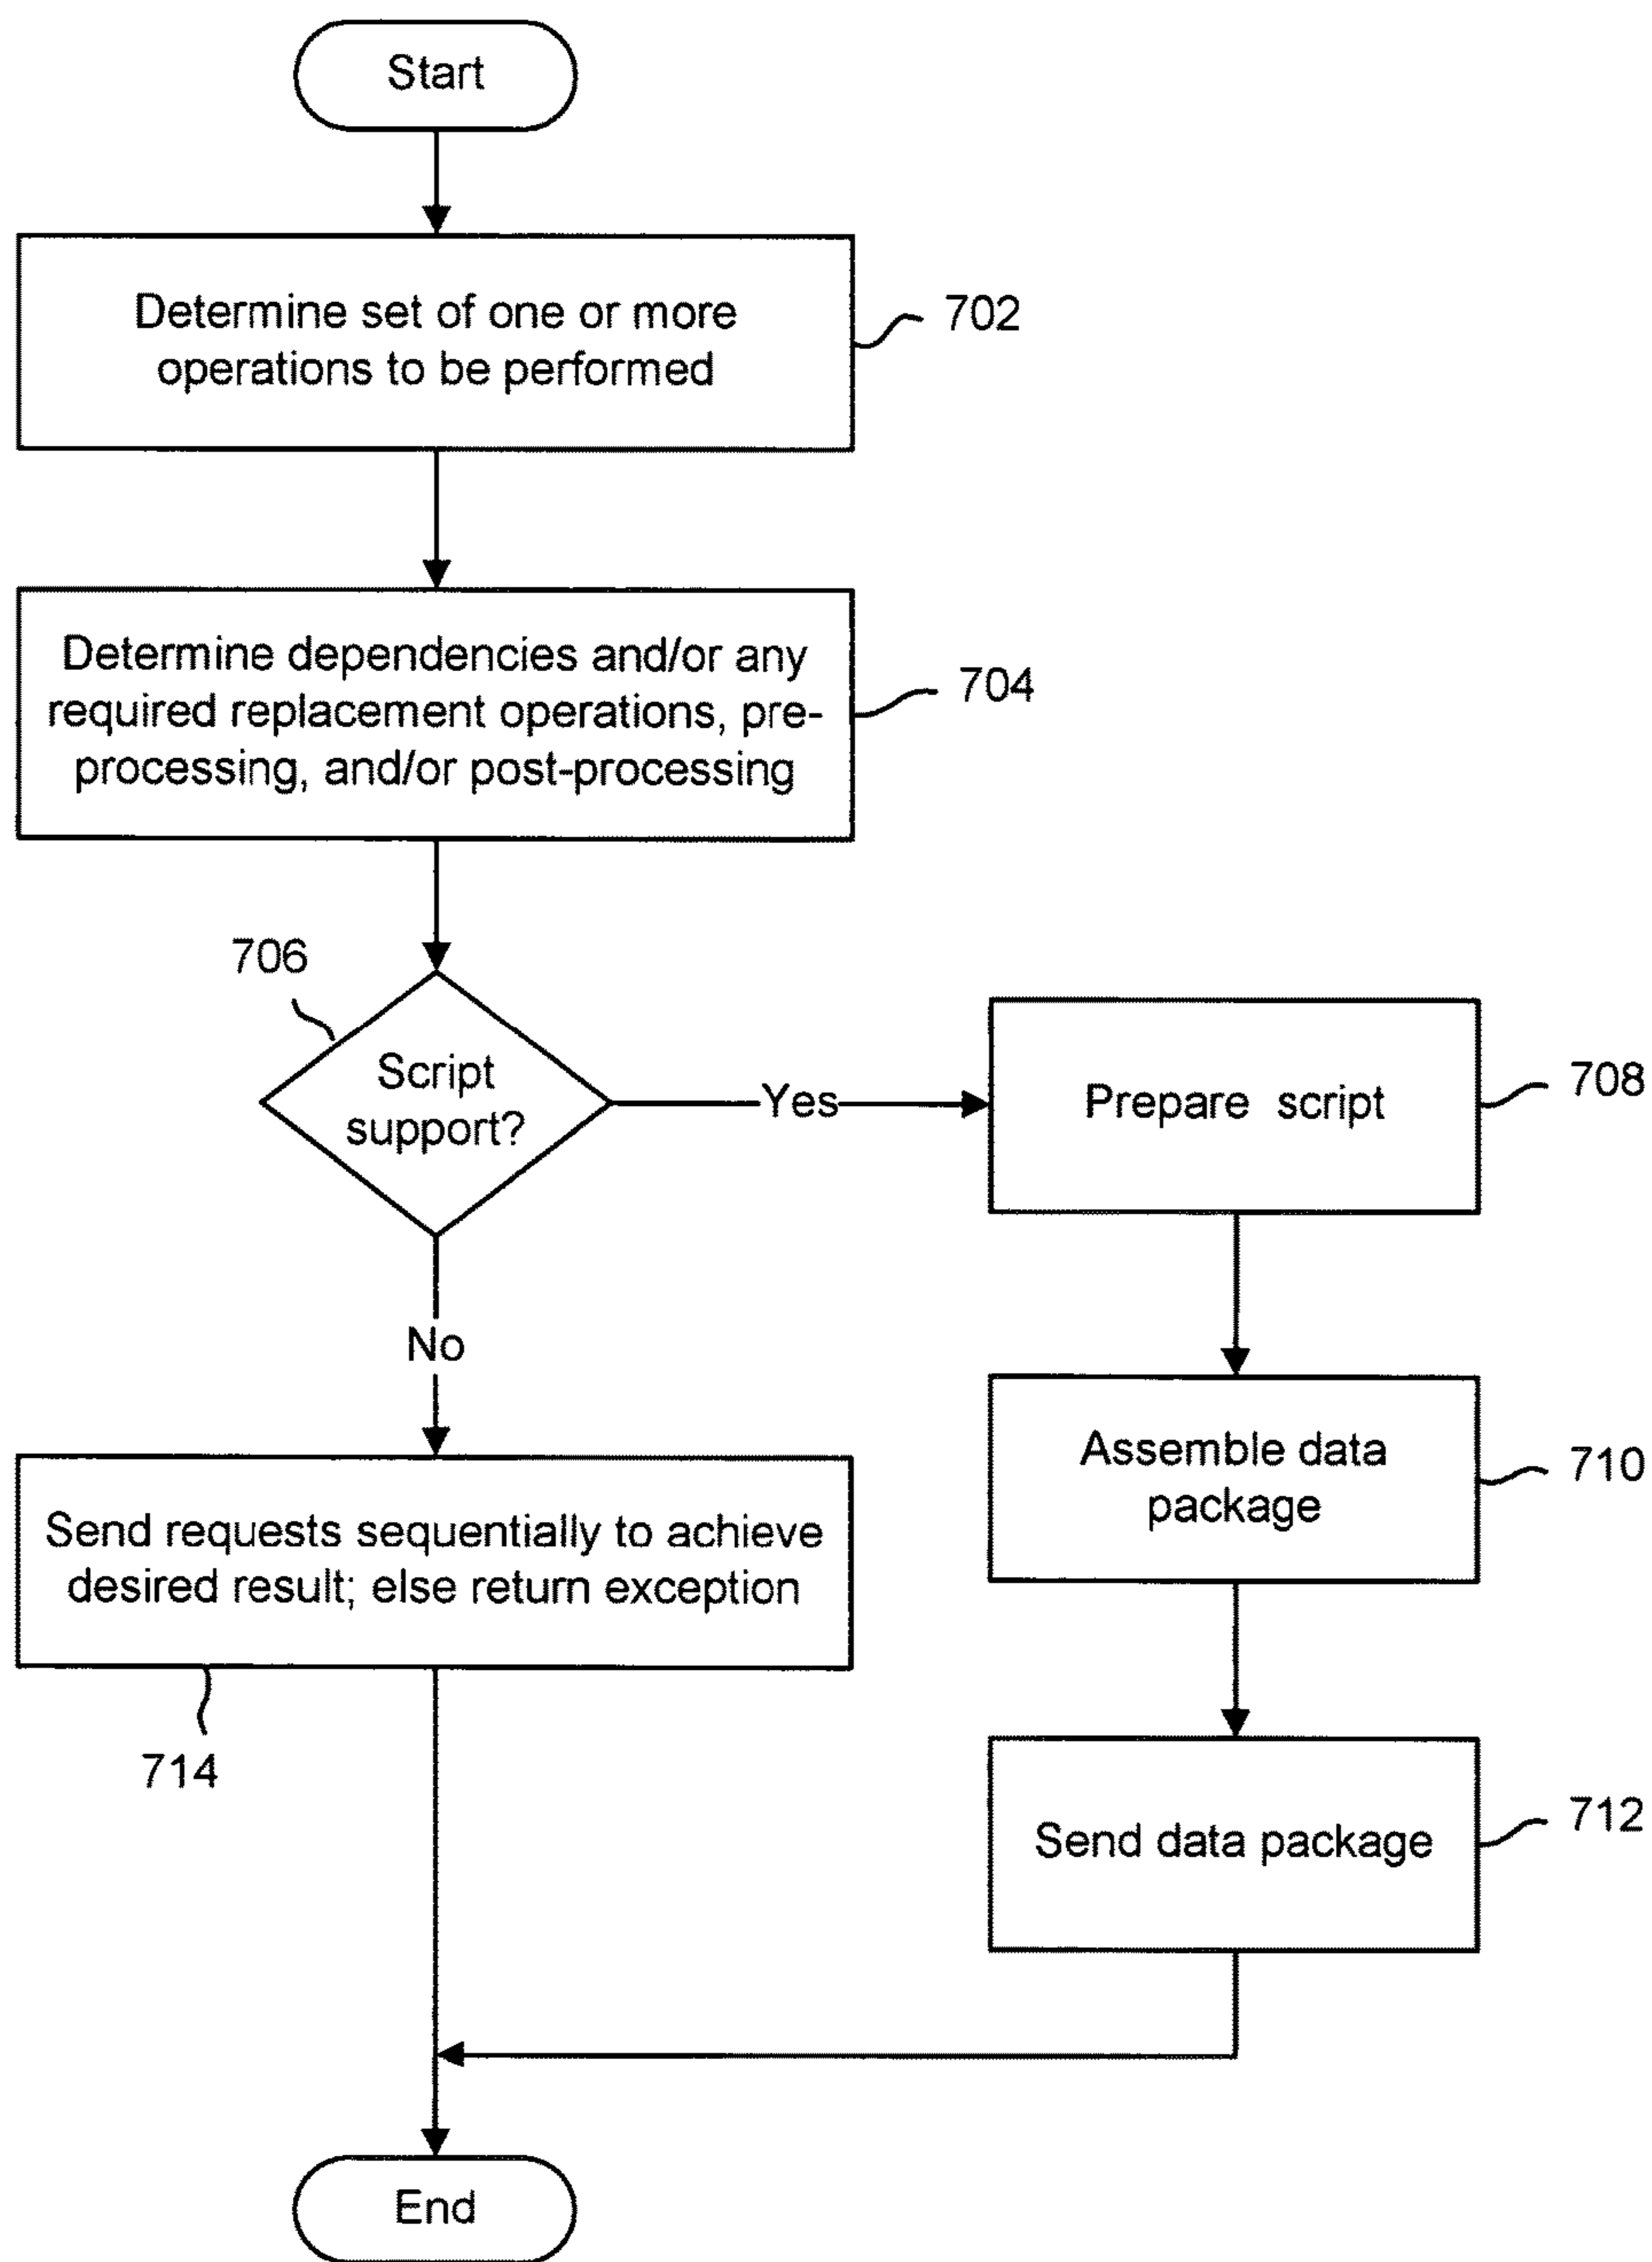 Start
Determine set of one or more
operations to be performed
702
Determine dependencies and/or any
required replacement operations, pre-
processing, and/or post-processing
704
706
Script
support?
Yes
Prepare script
708
No
Assemble data
package
710
Send requests sequentially to achieve
desired result; else return exception
714
Send data package
712
End